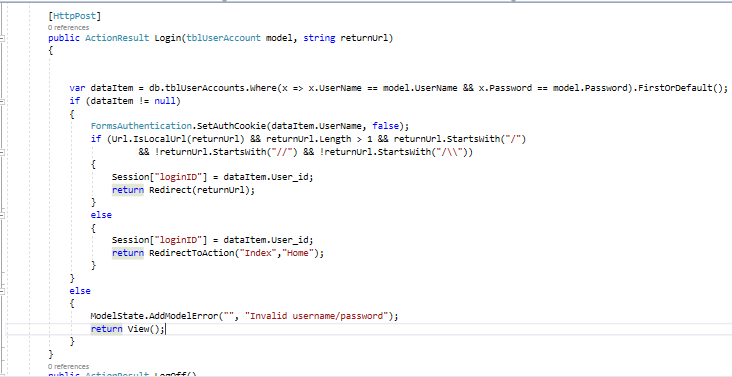 [HttpPost]
0 references
public ActionResult Login(tblUserAccount model, string returnUrl)
{
var dataItem = db.tblUserAccounts.Where(x => x.UserName == model.UserName && x.Password == model.Password).FirstOrDefault();
if (dataItem != null)
{
FormsAuthentication.SetAuthCookie(dataItem.UserName, false);
if (Url.IsLocalUrl(returnUrl) && returnUrl.Length > 1 && returnUrl.StartsWith("/")
&& !returnUrl.StartsWith("//") && !returnUrl.StartsWith("/\\"))
{
Session["loginID"] = dataItem.User_id;
return Redirect(returnUrl);
}
else
{
Session["loginID"] = dataItem.User_id;
return RedirectToAction("Index","Home");
}
}
else
{
ModelState.AddModelError("", "Invalid username/password");
return View();
}
}
0 references
public ActionResult LogOff()